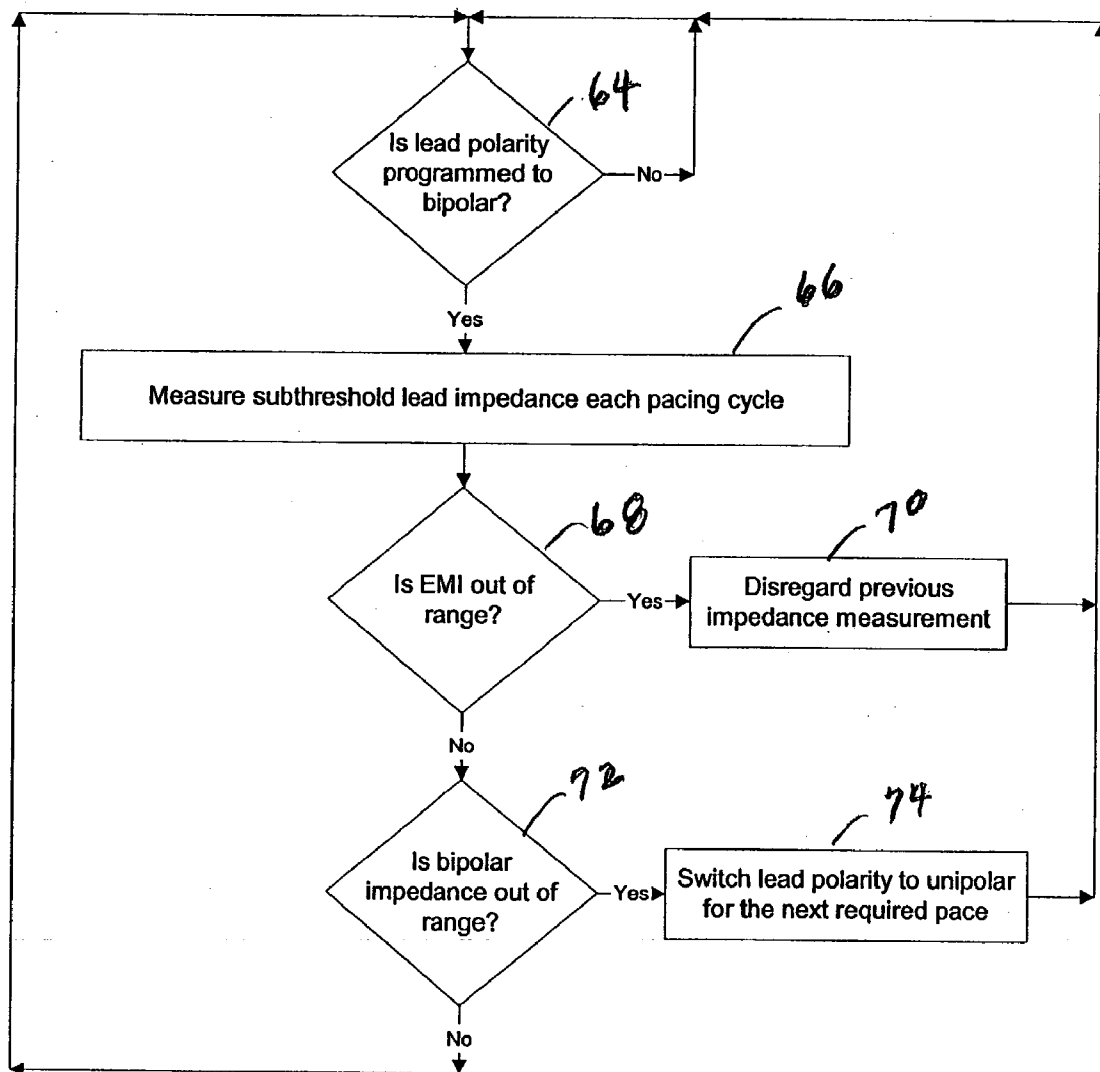 64
Is lead polarity
programmed to
bipolar?
No
Yes
66
Measure subthreshold lead impedance each pacing cycle
68
Is EMI out of
range?
Yes
70
Disregard previous
impedance measurement
No
72
Is bipolar
impedance out of
range?
Yes
74
Switch lead polarity to unipolar
for the next required pace
No